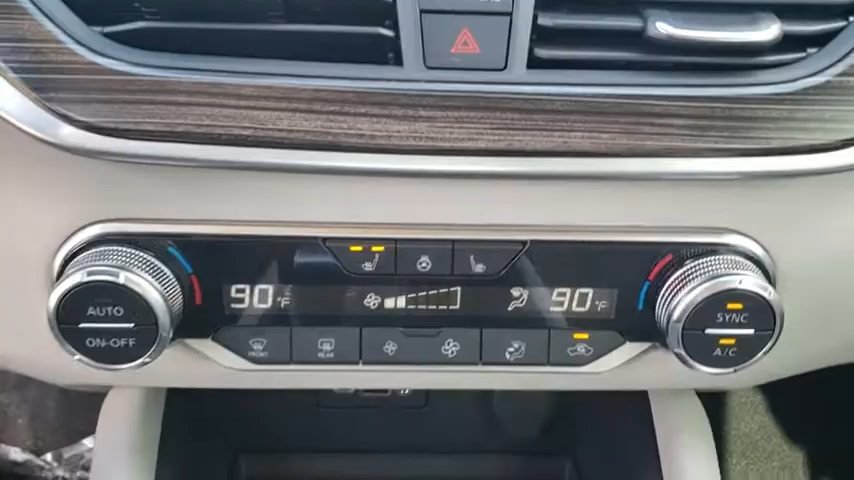 90°F
90°F
AUTO
ON·OFF
SYNC
A/C
FRONT
REAR